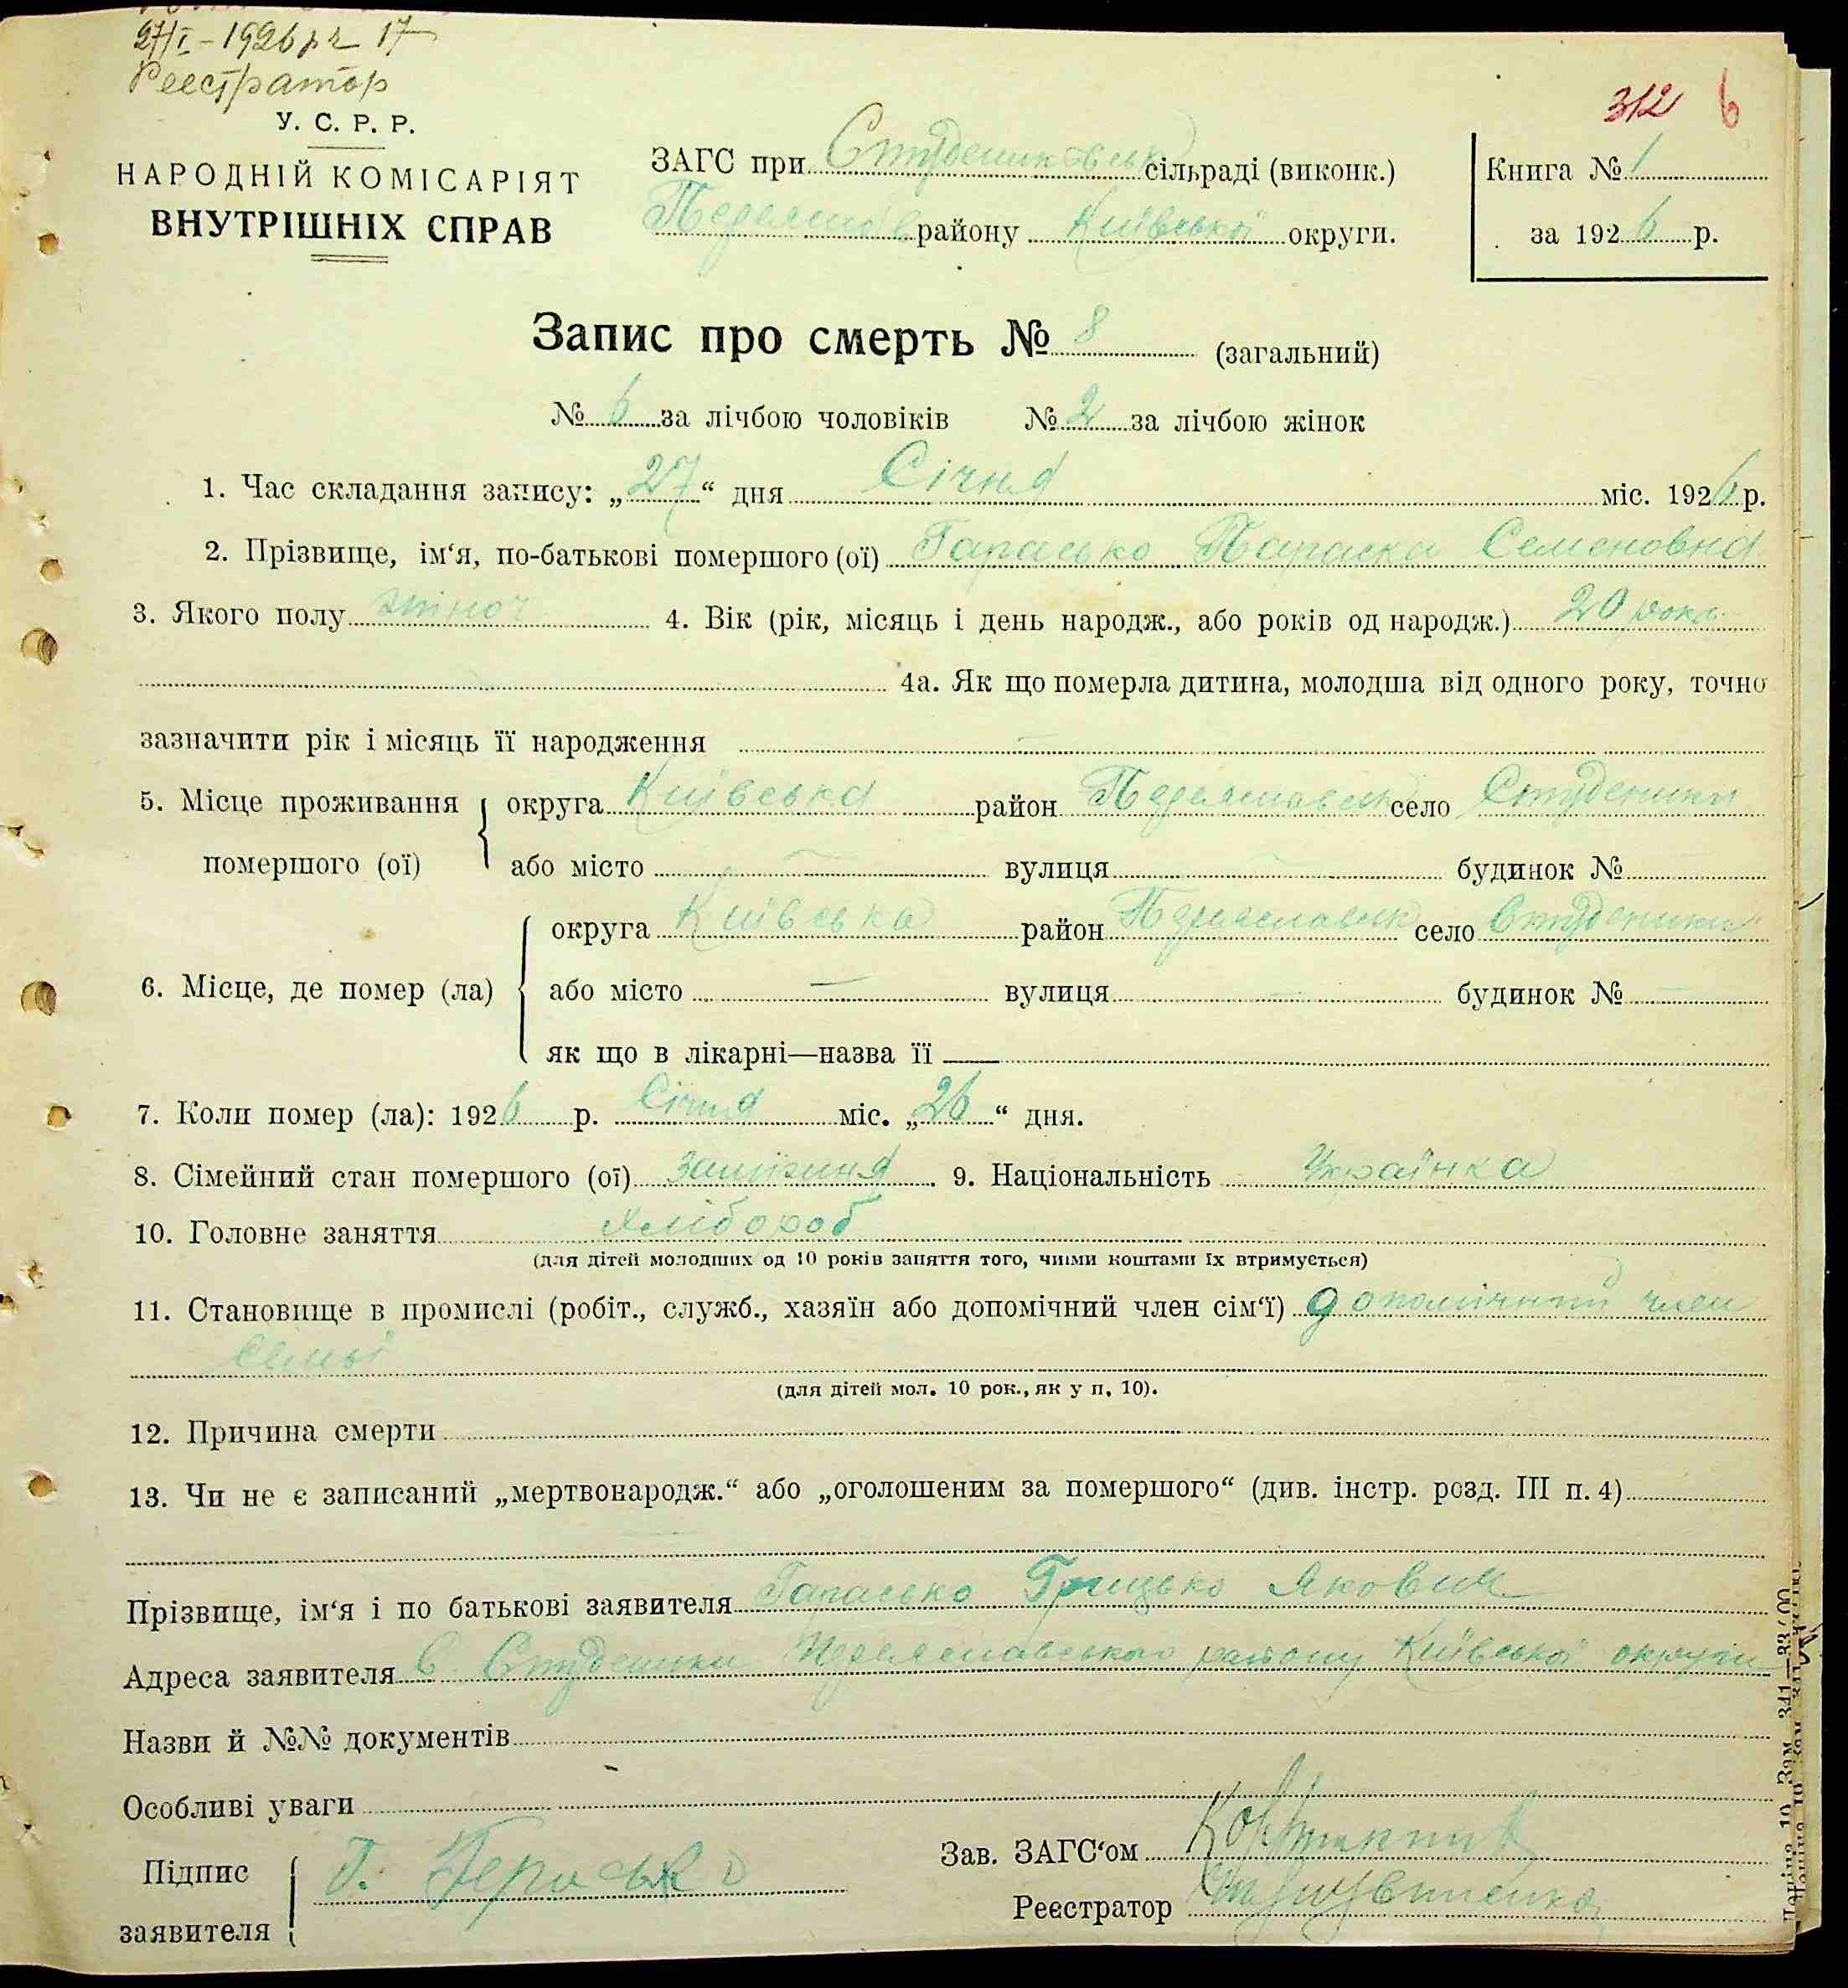 27/I - 1926 р № 17
Реєстратор
У. С. Р. Р.
НАРОДНІЙ КОМІСАРІЯТ
ВНУТРІШНІХ СПРАВ
312 6
ЗАГС при Студениковськ сільраді (виконк.)
Переяслав району Київської округи.
Книга № 1
за 1926 р.
Запис про смерть № 8 (загальний)
№ 6 за лічбою чоловіків № 2 за лічбою жінок
1. Час складання запису: „27“ дня Січня міс. 1926 р.
2. Прізвище, ім‘я, по-батькові помершого (ої) Гапасько Параска Семеновна
3. Якого полу жіноч 4. Вік (рік, місяць і день народж., або років од народж.) 20 рока
4а. Як що померла дитина, молодша від одного року, точно
зазначити рік і місяць її народження —
5. Місце проживання помершого (ої) округа Київська район Переяславськ село Студеники
або місто — вулиця — будинок № —
6. Місце, де помер (ла) округа Київська район Переяславськ село Студеники
або місто — вулиця — будинок № —
як що в лікарні—назва її —
7. Коли помер (ла): 1926 р. Січня міс. „26“ дня.
8. Сімейний стан помершого (ої) заміжня. 9. Національність Українка
10. Головне заняття Хлібороб
(для дітей молодших од 10 років заняття того, чиїми коштами їх втримується)
11. Становище в промислі (робіт., служб., хазяїн або допомічний член сім‘ї) допомічний член
семьї
(для дітей мол. 10 рок., як у п. 10).
12. Причина смерти
13. Чи не є записаний „мертвонародж.“ або „оголошеним за помершого“ (див. інстр. розд. III п. 4)
Прізвище, ім‘я і по батькові заявителя Гапасько Грицько Якович
Адреса заявителя С Студеники Переяславського району Київської округи
Назви й №№ документів
Особливі уваги
Підпис заявителя Г.
Зав. ЗАГС‘ом
Реєстратор